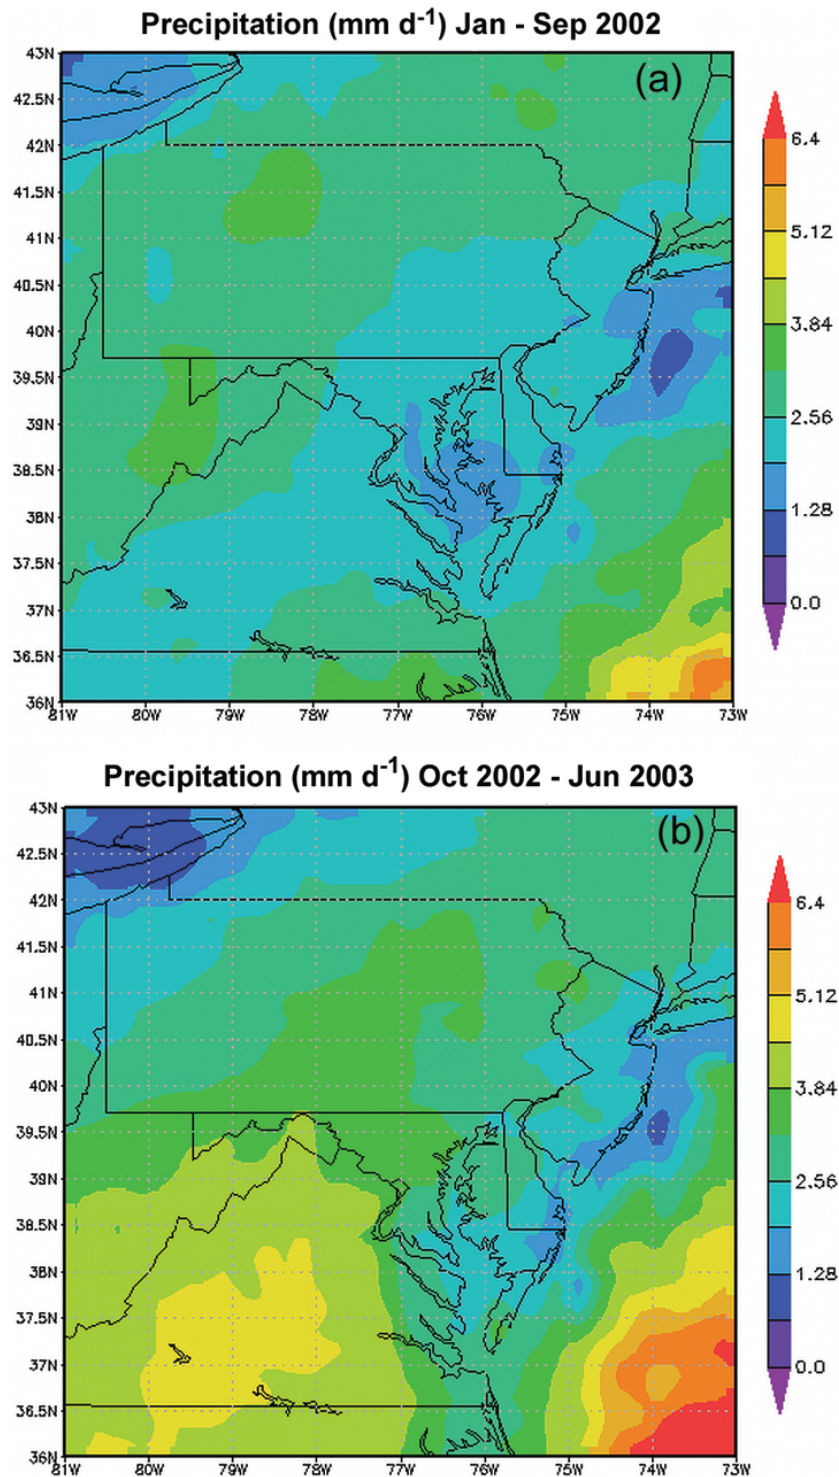 Precipitation (mm d-1) Jan - Sep 2002
(a)
43N
42.5N
42N
41.5N
41N
40.5N
40N
39.5N
39N
38.5N
38N
37.5N
37N
36.5N
36N
81W 80W 79W 78W 77W 76W 75W 74W 73W
6.4
5.12
3.84
2.56
1.28
0.0
Precipitation (mm d-1) Oct 2002 - Jun 2003
(b)
43N
42.5N
42N
41.5N
41N
40.5N
40N
39.5N
39N
38.5N
38N
37.5N
37N
36.5N
36N
81W 80W 79W 78W 77W 76W 75W 74W 73W
6.4
5.12
3.84
2.56
1.28
0.0